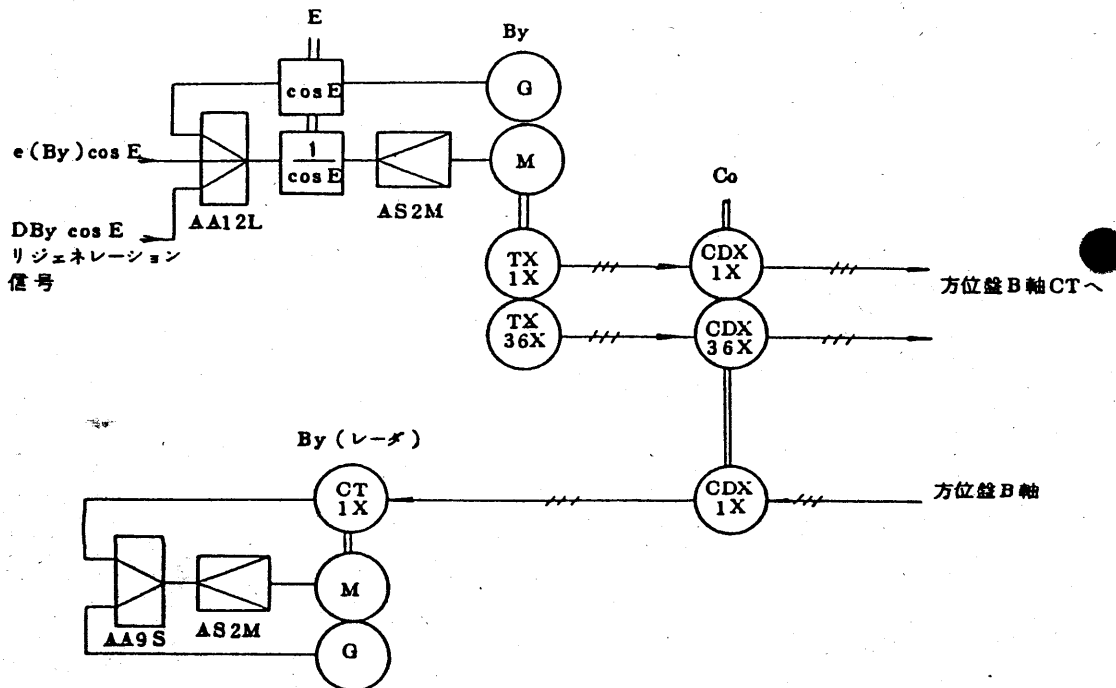 E
By
cos E
G
e (By) cos E
1
cos E
M
AA12L
AS2M
Co
DBy cos E
リジェネレーション
信号
TX
1X
CDX
1X
方位盤B軸CTへ
TX
36X
CDX
36X
By (レーダ)
CT
1X
CDX
1X
方位盤B軸
M
AA9S
AS2M
G